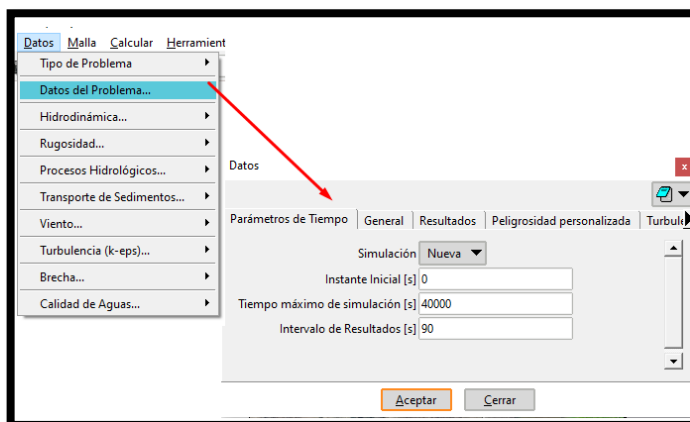 Datos Malla Calcular Herramient
Tipo de Problema
Datos del Problema...
Hidrodinámica...
Rugosidad...
Procesos Hidrológicos...
Transporte de Sedimentos...
Viento...
Turbulencia (k-eps)...
Brecha...
Calidad de Aguas...
Datos
x
Parámetros de Tiempo General Resultados Peligrosidad personalizada Turbule
Simulación Nueva
Instante Inicial [s] 0
Tiempo máximo de simulación [s] 40000
Intervalo de Resultados [s] 90
Aceptar Cerrar